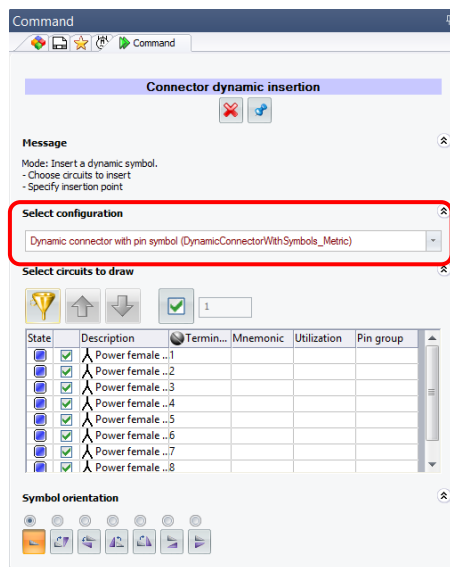 Command
Command
Connector dynamic insertion
Message
Mode: Insert a dynamic symbol.
- Choose circuits to insert
- Specify insertion point
Select configuration
Dynamic connector with pin symbol (DynamicConnectorWithSymbols_Metric)
Select circuits to draw
1
State Description Termin... Mnemonic Utilization Pin group
Power female ... 1
Power female ... 2
Power female ... 3
Power female ... 4
Power female ... 5
Power female ... 6
Power female ... 7
Power female ... 8
Symbol orientation